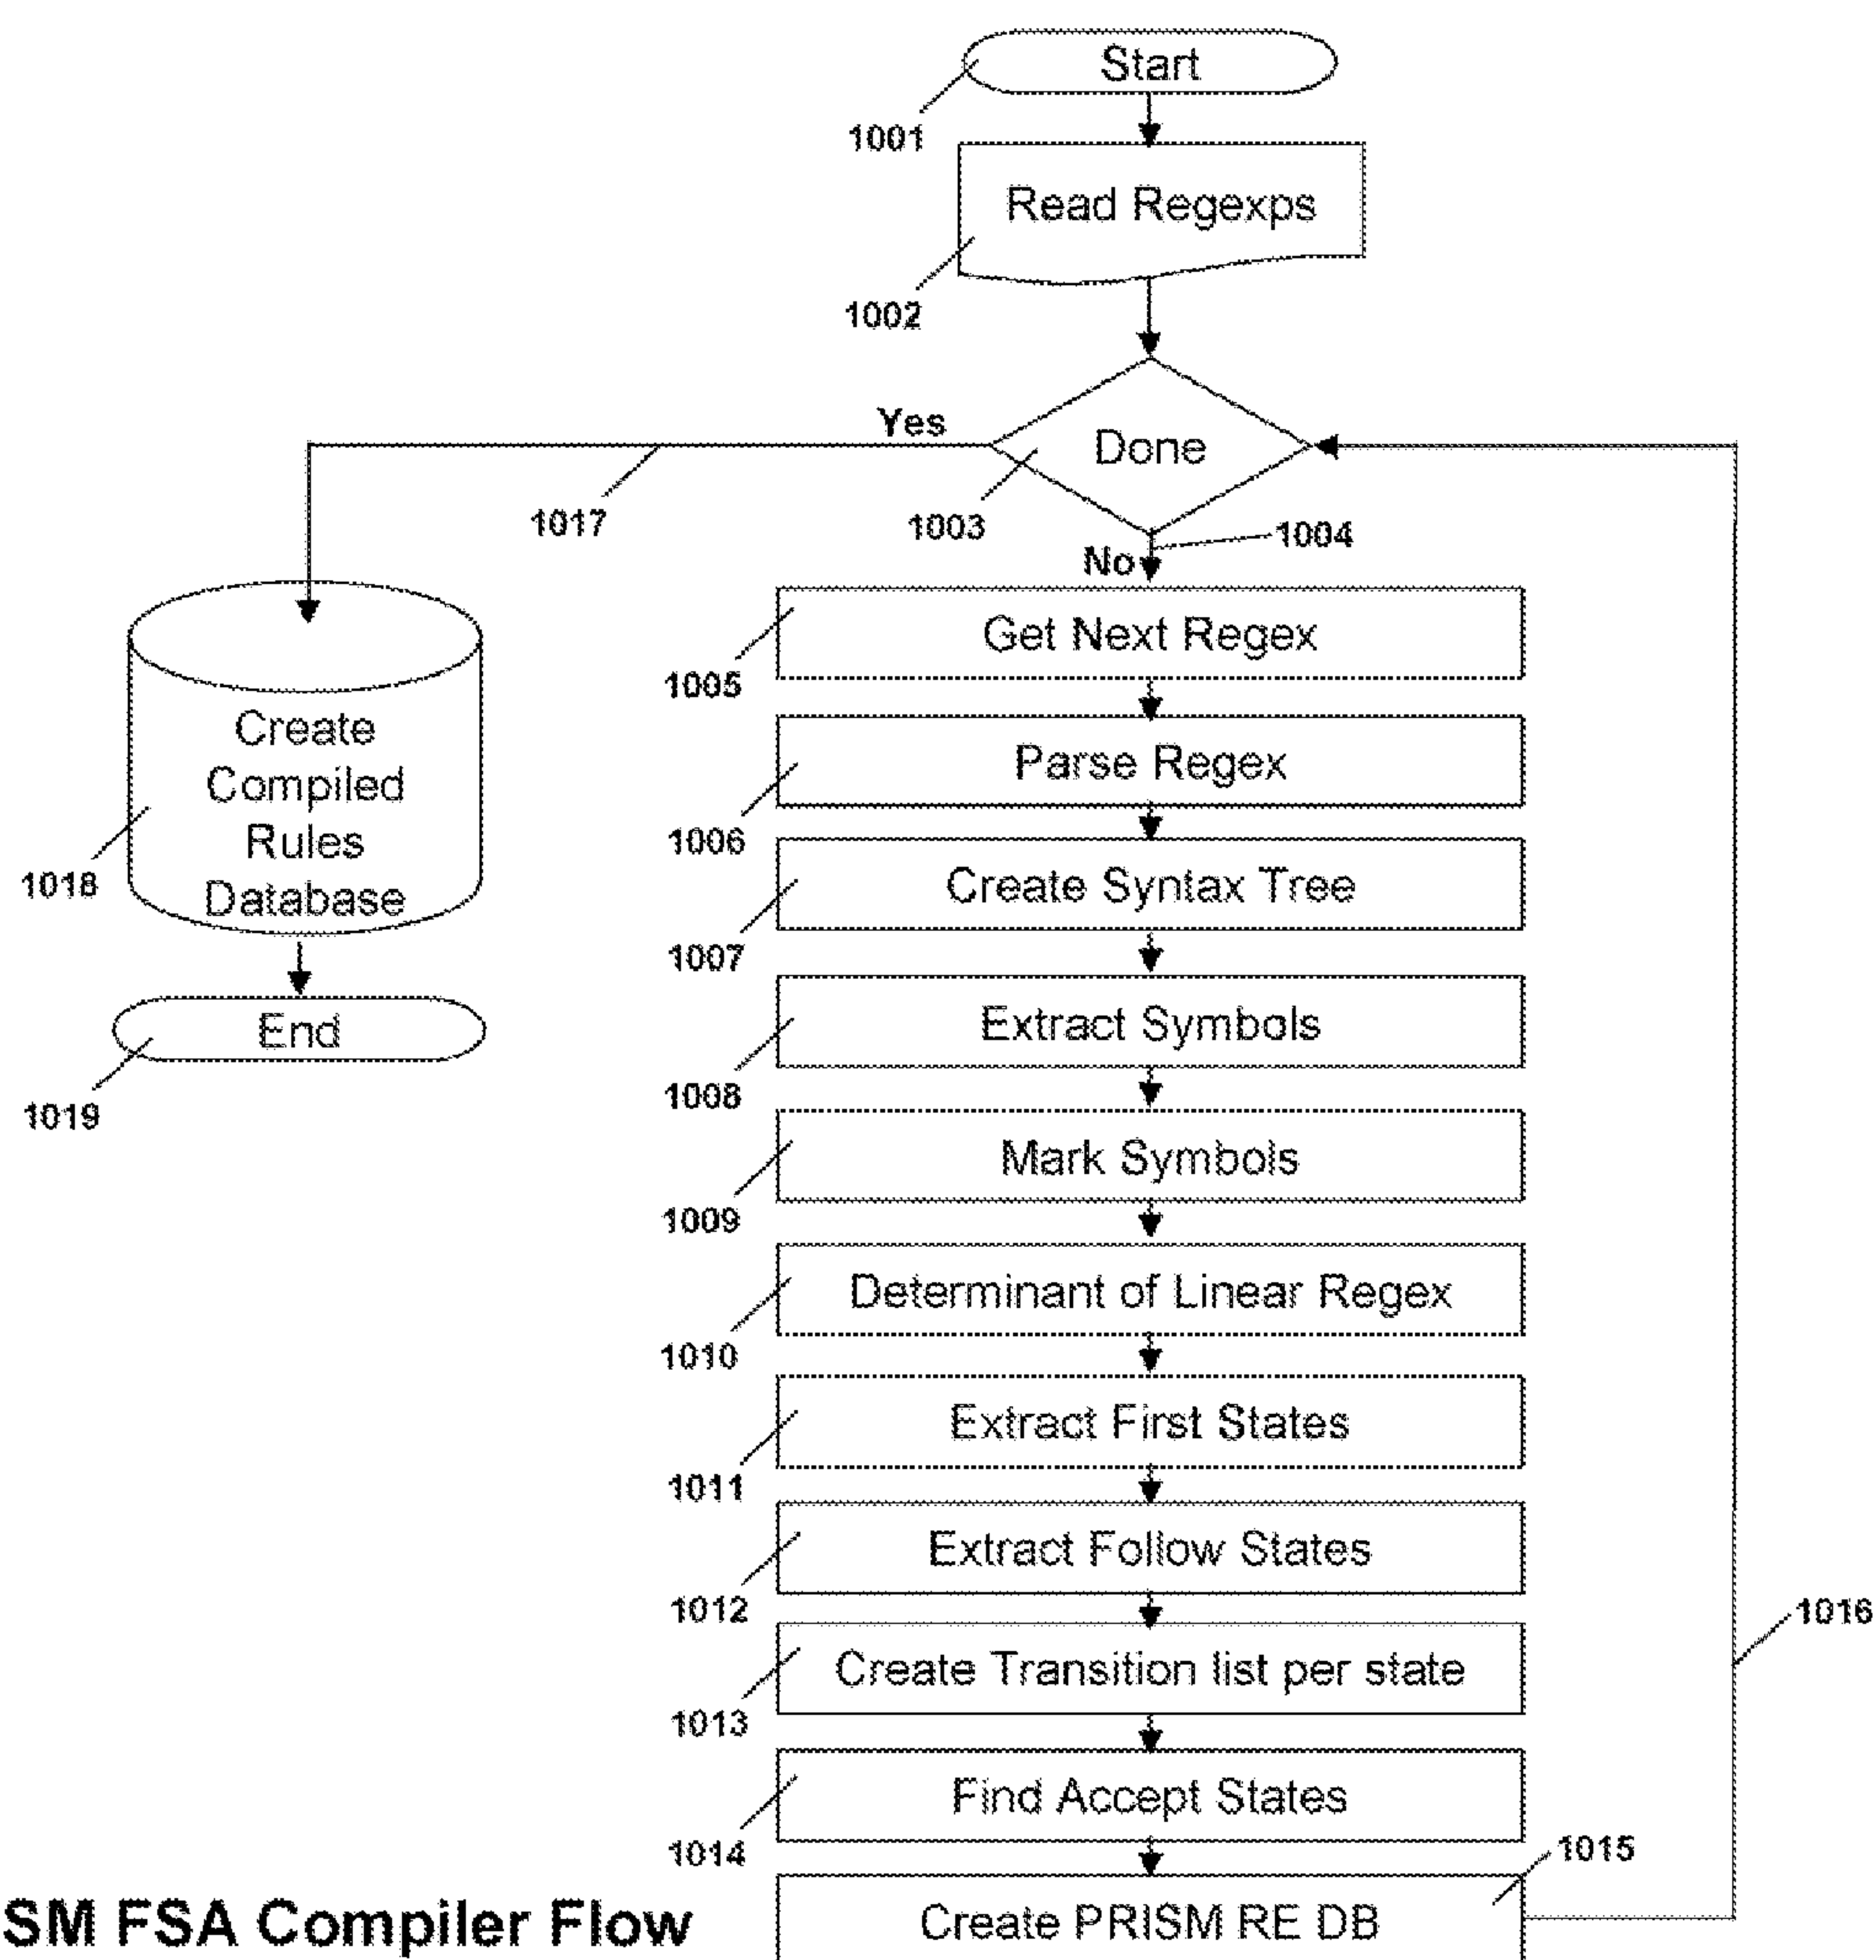 Start
1001
Read Regexps
1002
Yes
Done
1017
1003
1004
No
Get Next Regex
1005
Parse Regex
1006
Create Syntax Tree
1007
Create
Compiled
Rules
Database
1018
Extract Symbols
1008
End
1019
Mark Symbols
1009
Determinant of Linear Regex
1010
Extract First States
1011
Extract Follow States
1012
1016
Create Transition list per state
1013
Find Accept States
1014
1015
Create PRISM RE DB
SM FSA Compiler Flow